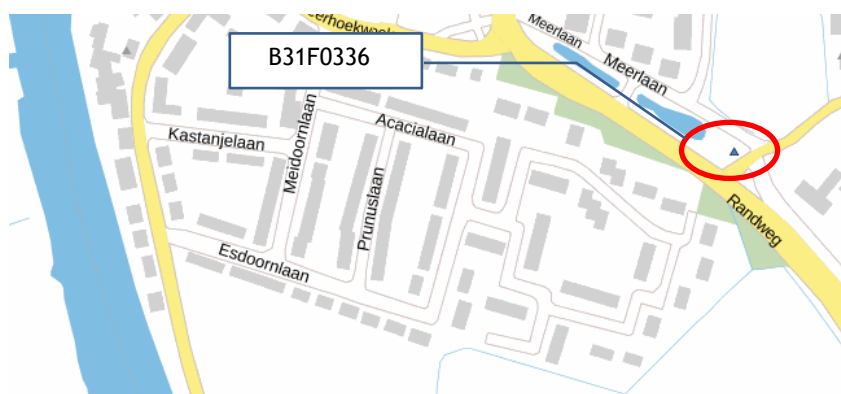 Meerlaan
B31F0336
Meerlaan
Acacialaan
Kastanjelaan
Meidoornlaan
Prunuslaan
Randweg
Esdoornlaan